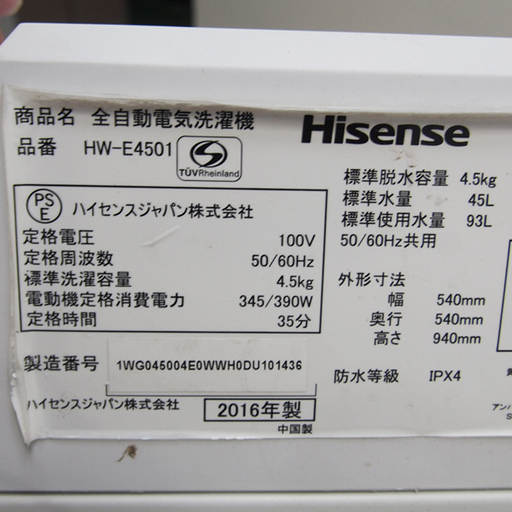 商品名 全自動電気洗濯機
Hisense
品番 HW-E4501
S
TÜVRheinland
PS
E
ハイセンスジャパン株式会社
定格電圧 100V
定格周波数 50/60Hz
標準洗濯容量 4.5kg
電動機定格消費電力 345/390W
定格時間 35分
標準脱水容量 4.5kg
標準水量 45L
標準使用水量 93L
50/60Hz共用
外形寸法
幅 540mm
奥行 540mm
高さ 940mm
製造番号 1WG045004E0WWH0DU101436
防水等級 IPX4
ハイセンスジャパン株式会社 2016年製
中国製